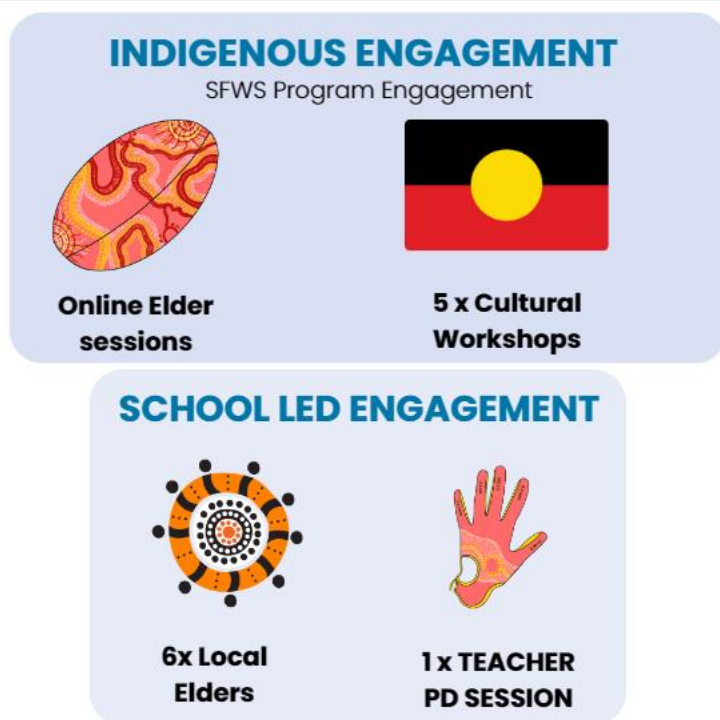 INDIGENOUS ENGAGEMENT
SFWS Program Engagement
Online Elder
sessions
5 x Cultural
Workshops
SCHOOL LED ENGAGEMENT
6x Local
Elders
1 x TEACHER
PD SESSION